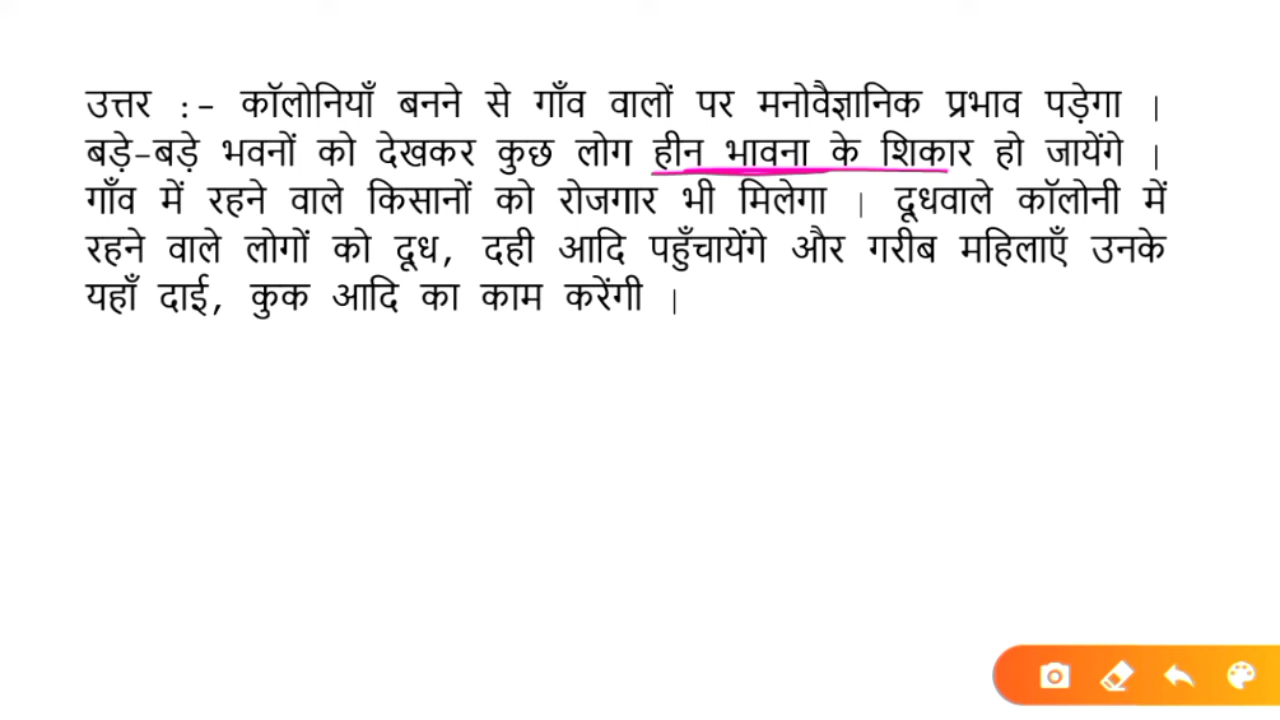 उत्तर :- कॉलोनियाँ बनने से गाँव वालों पर मनोवैज्ञानिक प्रभाव पड़ेगा ।
बड़े-बड़े भवनों को देखकर कुछ लोग हीन भावना के शिकार हो जायेंगे ।
गाँव में रहने वाले किसानों को रोजगार भी मिलेगा । दूधवाले कॉलोनी में
रहने वाले लोगों को दूध, दही आदि पहुँचायेंगे और गरीब महिलाएँ उनके
यहाँ दाई, कुक आदि का काम करेंगी ।